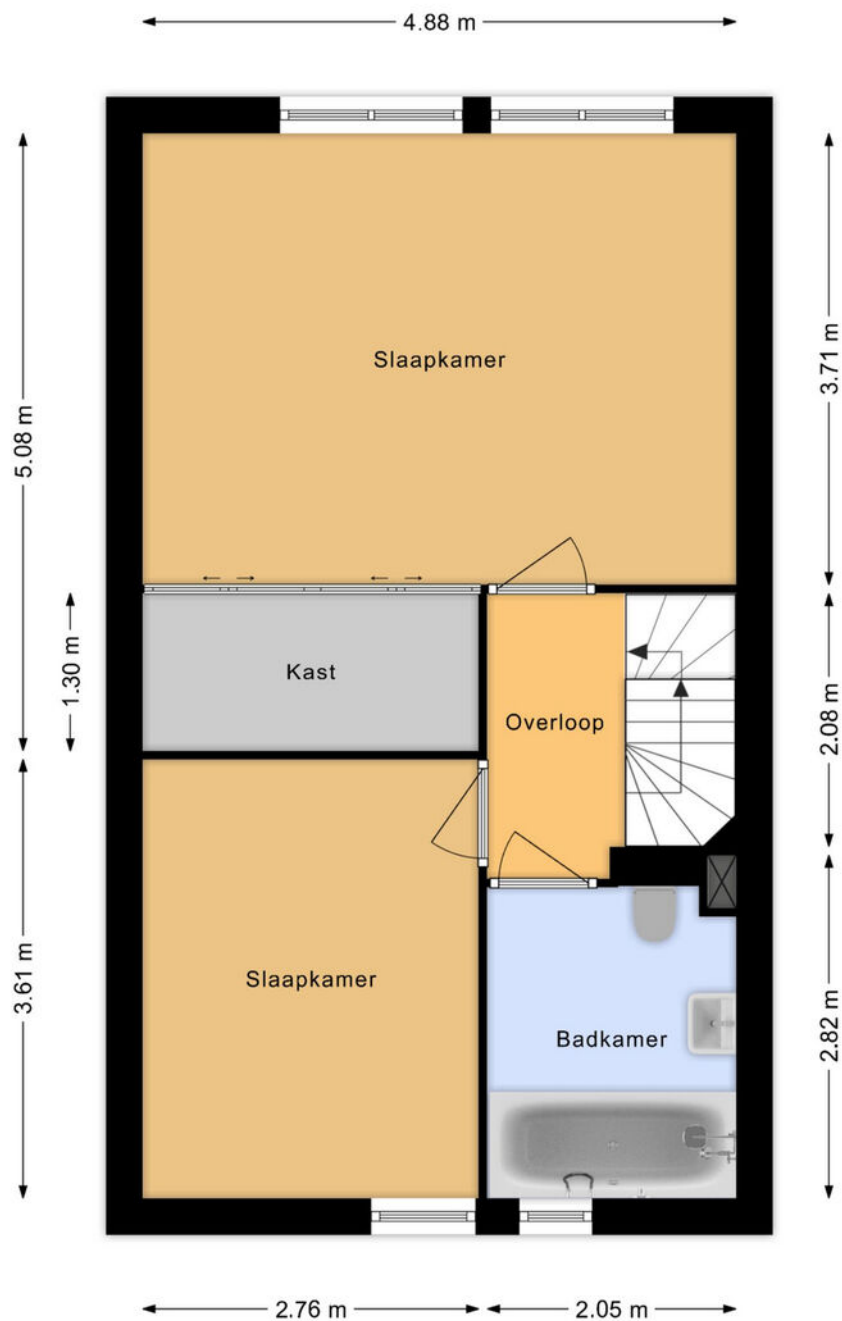 4.88 m
Slaapkamer
5.08 m
3.71 m
Kast
1.30 m
Overloop
2.08 m
Slaapkamer
3.61 m
Badkamer
2.82 m
2.76 m
2.05 m